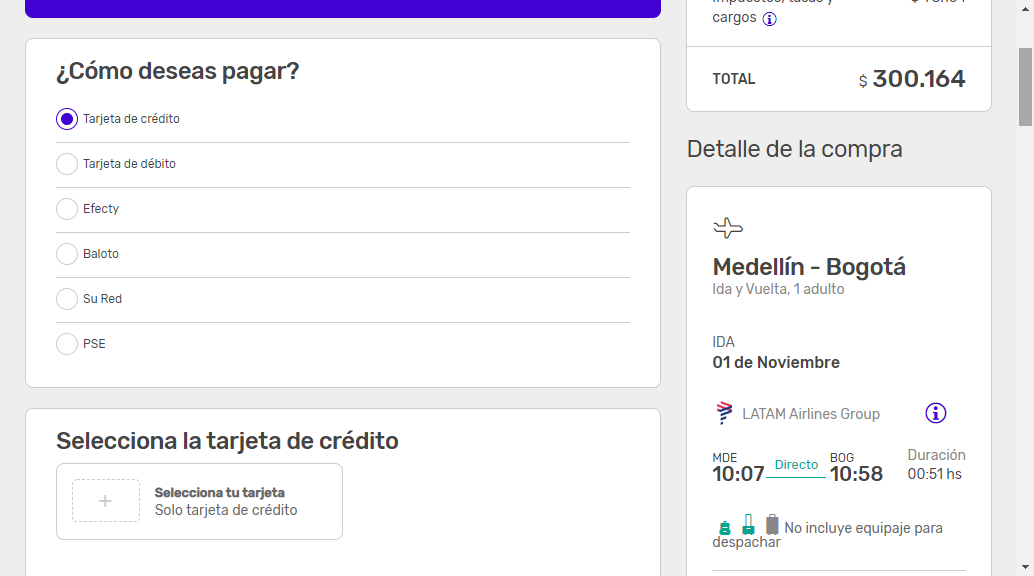 ¿Cómo deseas pagar?
Tarjeta de crédito
Tarjeta de débito
Efecty
Baloto
Su Red
PSE
Selecciona la tarjeta de crédito
+
Selecciona tu tarjeta
Solo tarjeta de crédito
cargos
TOTAL
$ 300.164
Detalle de la compra
Medellín - Bogotá
Ida y Vuelta, 1 adulto
IDA
01 de Noviembre
LATAM Airlines Group
MDE
10:07
Directo
BOG
10:58
Duración
00:51 hs
No incluye equipaje para
despachar